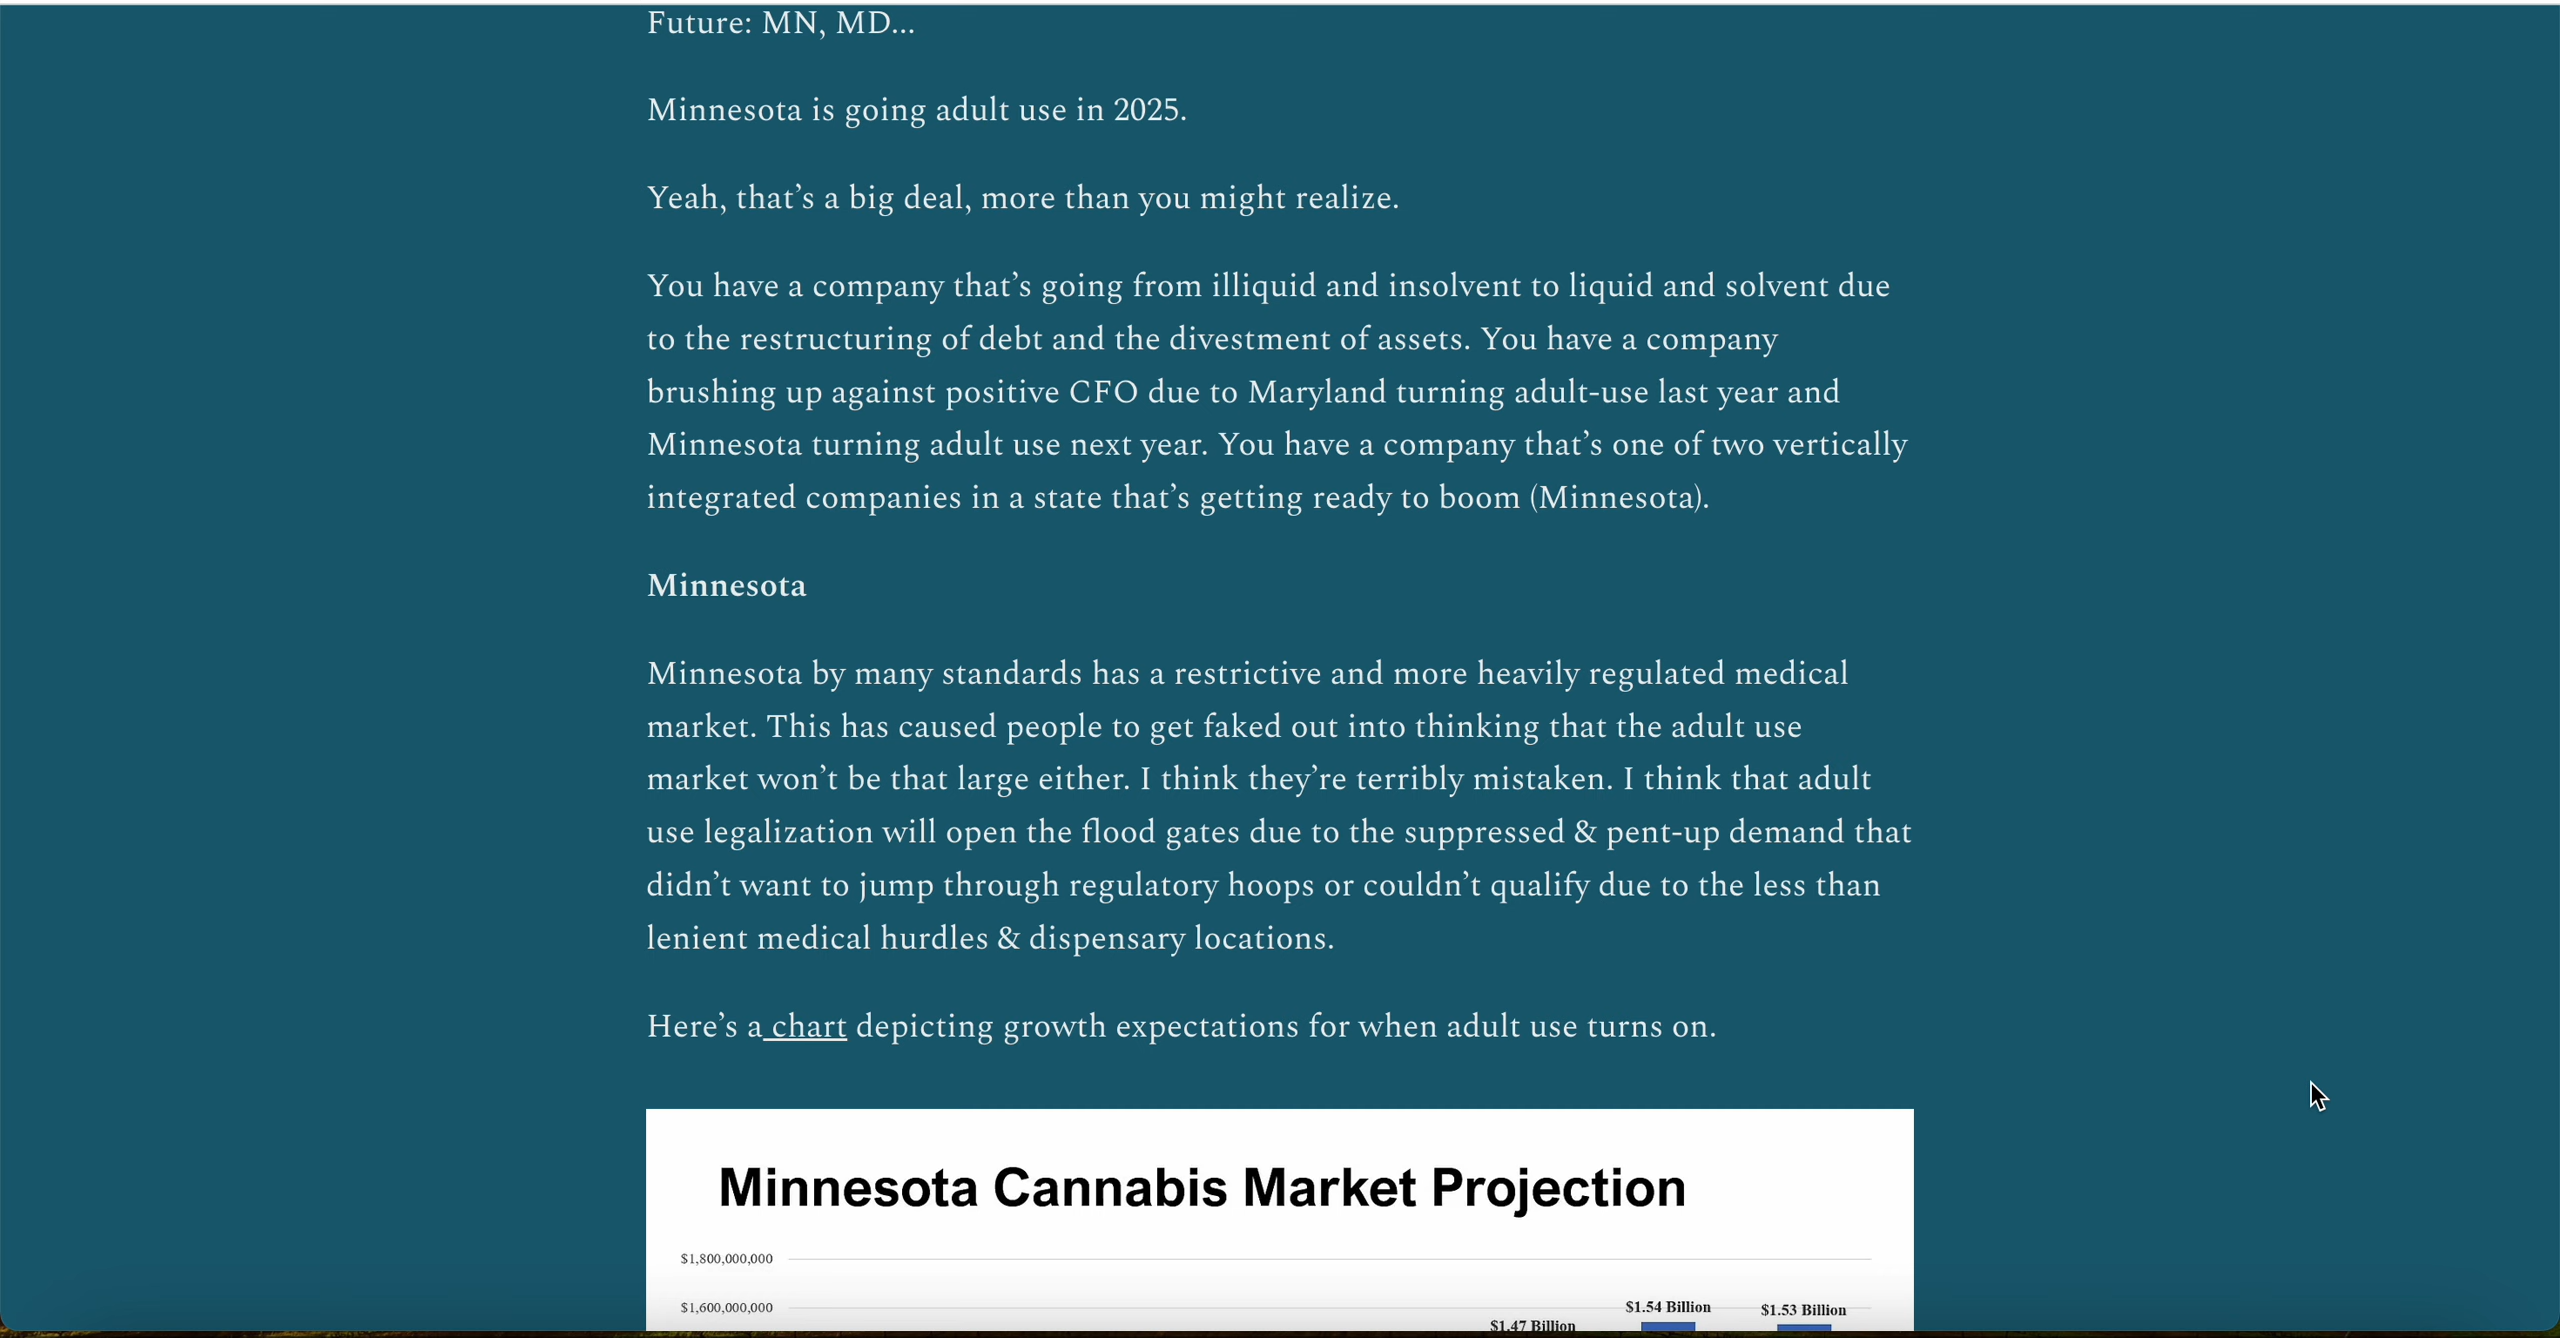 Future: MN, MD...
Minnesota is going adult use in 2025.
Yeah, that’s a big deal, more than you might realize.
You have a company that’s going from illiquid and insolvent to liquid and solvent due
to the restructuring of debt and the divestment of assets. You have a company
brushing up against positive CFO due to Maryland turning adult-use last year and
Minnesota turning adult use next year. You have a company that’s one of two vertically
integrated companies in a state that’s getting ready to boom (Minnesota).
Minnesota
Minnesota by many standards has a restrictive and more heavily regulated medical
market. This has caused people to get faked out into thinking that the adult use
market won’t be that large either. I think they’re terribly mistaken. I think that adult
use legalization will open the flood gates due to the suppressed & pent-up demand that
didn’t want to jump through regulatory hoops or couldn’t qualify due to the less than
lenient medical hurdles & dispensary locations.
Here’s a chart depicting growth expectations for when adult use turns on.
Minnesota Cannabis Market Projection
$1,800,000,000
$1,600,000,000
$1.54 Billion
$1.53 Billion
$1.47 Billion